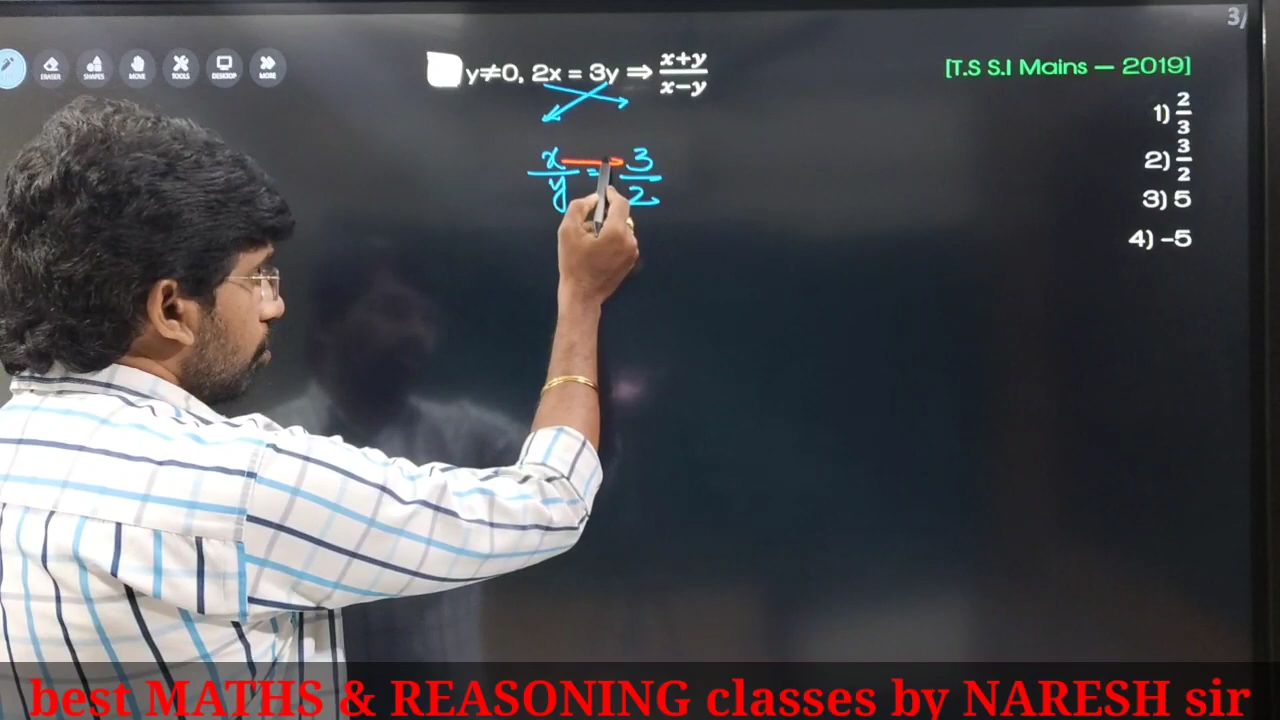 3/
ERASER SHAPES MOVE TOOLS DESKTOP MORE
y≠0, 2x = 3y ⇒ x+y/x−y
[T.S S.I Mains — 2019]
1) 2/3
2) 3/2
3) 5
4) -5
x/y = 3/2
best MATHS & REASONING classes by NARESH sir